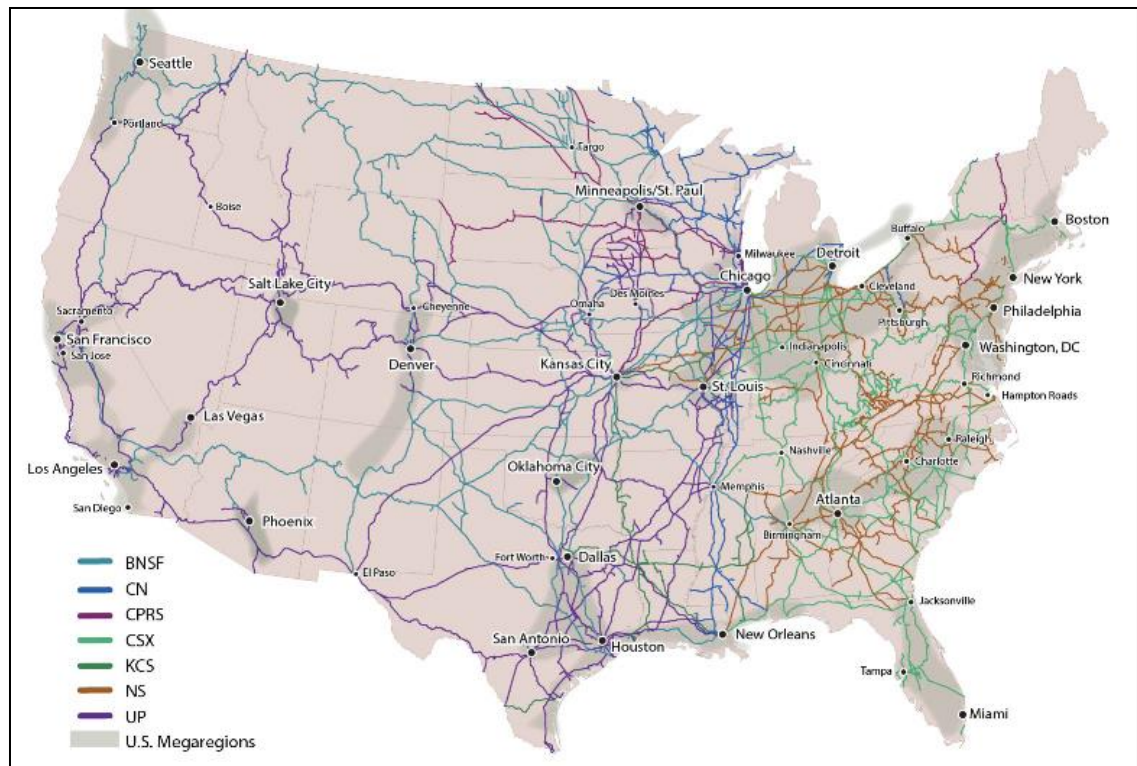 Seattle
Portland
Fargo
Minneapolis/St. Paul
Boise
Boston
Buffalo
Milwaukee
Detroit
Chicago
New York
Salt Lake City
Cleveland
Des Moines
Omaha
Cheyenne
Sacramento
Philadelphia
Pittsburgh
San Francisco
Indianapolis
Washington, DC
San Jose
Denver
Kansas City
Cincinnati
St. Louis
Richmond
Hampton Roads
Las Vegas
Raleigh
Nashville
Charlotte
Los Angeles
Oklahoma City
Memphis
Atlanta
San Diego
Phoenix
Birmingham
Fort Worth
Dallas
El Paso
Jacksonville
New Orleans
San Antonio
Houston
Tampa
Miami
BNSF
CN
CPRS
CSX
KCS
NS
UP
U.S. Megaregions